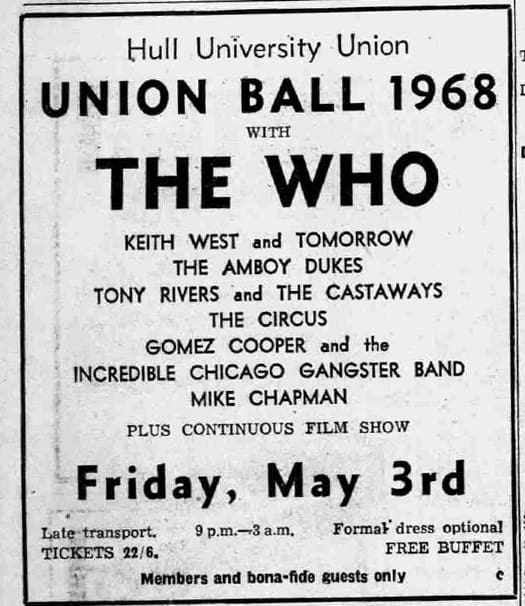 Hull University Union
UNION BALL 1968
WITH
THE WHO
KEITH WEST and TOMORROW
THE AMBOY DUKES
TONY RIVERS and THE CASTAWAYS
THE CIRCUS
GOMEZ COOPER and the
INCREDIBLE CHICAGO GANGSTER BAND
MIKE CHAPMAN
PLUS CONTINUOUS FILM SHOW
Friday, May 3rd
Late transport. 9 p.m.—3 a.m. Formal dress optional
TICKETS 22/6. FREE BUFFET
Members and bona-fide guests only c